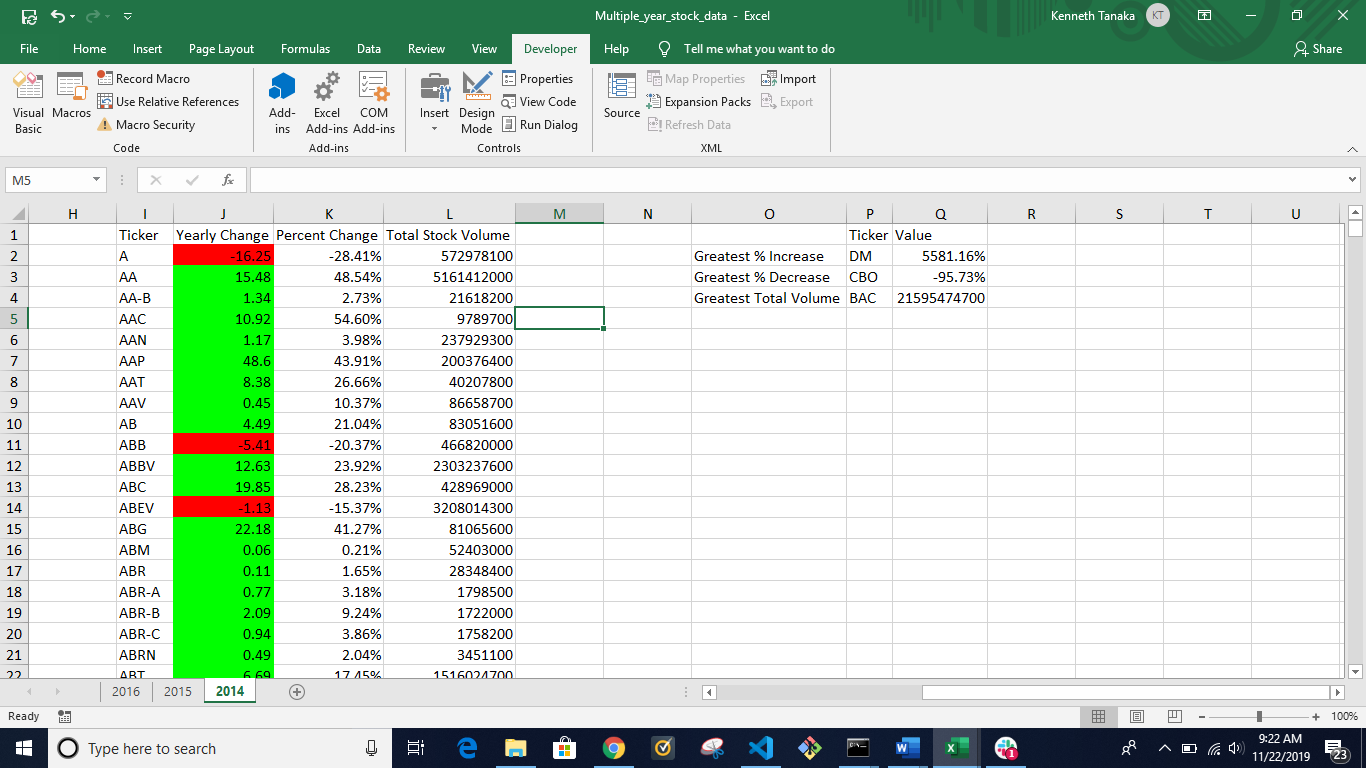 Multiple_year_stock_data - Excel
Kenneth Tanaka KT
File Home Insert Page Layout Formulas Data Review View Developer Help Tell me what you want to do Share
Visual Basic
Macros
Record Macro
Use Relative References
Macro Security
Code
Add-ins
Excel Add-ins
COM Add-ins
Add-ins
Insert
Design Mode
Properties
View Code
Run Dialog
Controls
Source
Map Properties
Expansion Packs
Refresh Data
Import
Export
XML
M5 fx
H I J K L M N O P Q R S T U
1 Ticker Yearly Change Percent Change Total Stock Volume Ticker Value
2 A -16.25 -28.41% 572978100 Greatest % Increase DM 5581.16%
3 AA 15.48 48.54% 5161412000 Greatest % Decrease CBO -95.73%
4 AA-B 1.34 2.73% 21618200 Greatest Total Volume BAC 21595474700
5 AAC 10.92 54.60% 9789700
6 AAN 1.17 3.98% 237929300
7 AAP 48.6 43.91% 200376400
8 AAT 8.38 26.66% 40207800
9 AAV 0.45 10.37% 86658700
10 AB 4.49 21.04% 83051600
11 ABB -5.41 -20.37% 466820000
12 ABBV 12.63 23.92% 2303237600
13 ABC 19.85 28.23% 428969000
14 ABEV -1.13 -15.37% 3208014300
15 ABG 22.18 41.27% 81065600
16 ABM 0.06 0.21% 52403000
17 ABR 0.11 1.65% 28348400
18 ABR-A 0.77 3.18% 1798500
19 ABR-B 2.09 9.24% 1722000
20 ABR-C 0.94 3.86% 1758200
21 ABRN 0.49 2.04% 3451100
22 ABT 6.69 17.45% 1516024700
2016 2015 2014
Ready 100%
Type here to search
9:22 AM
11/22/2019
23
1